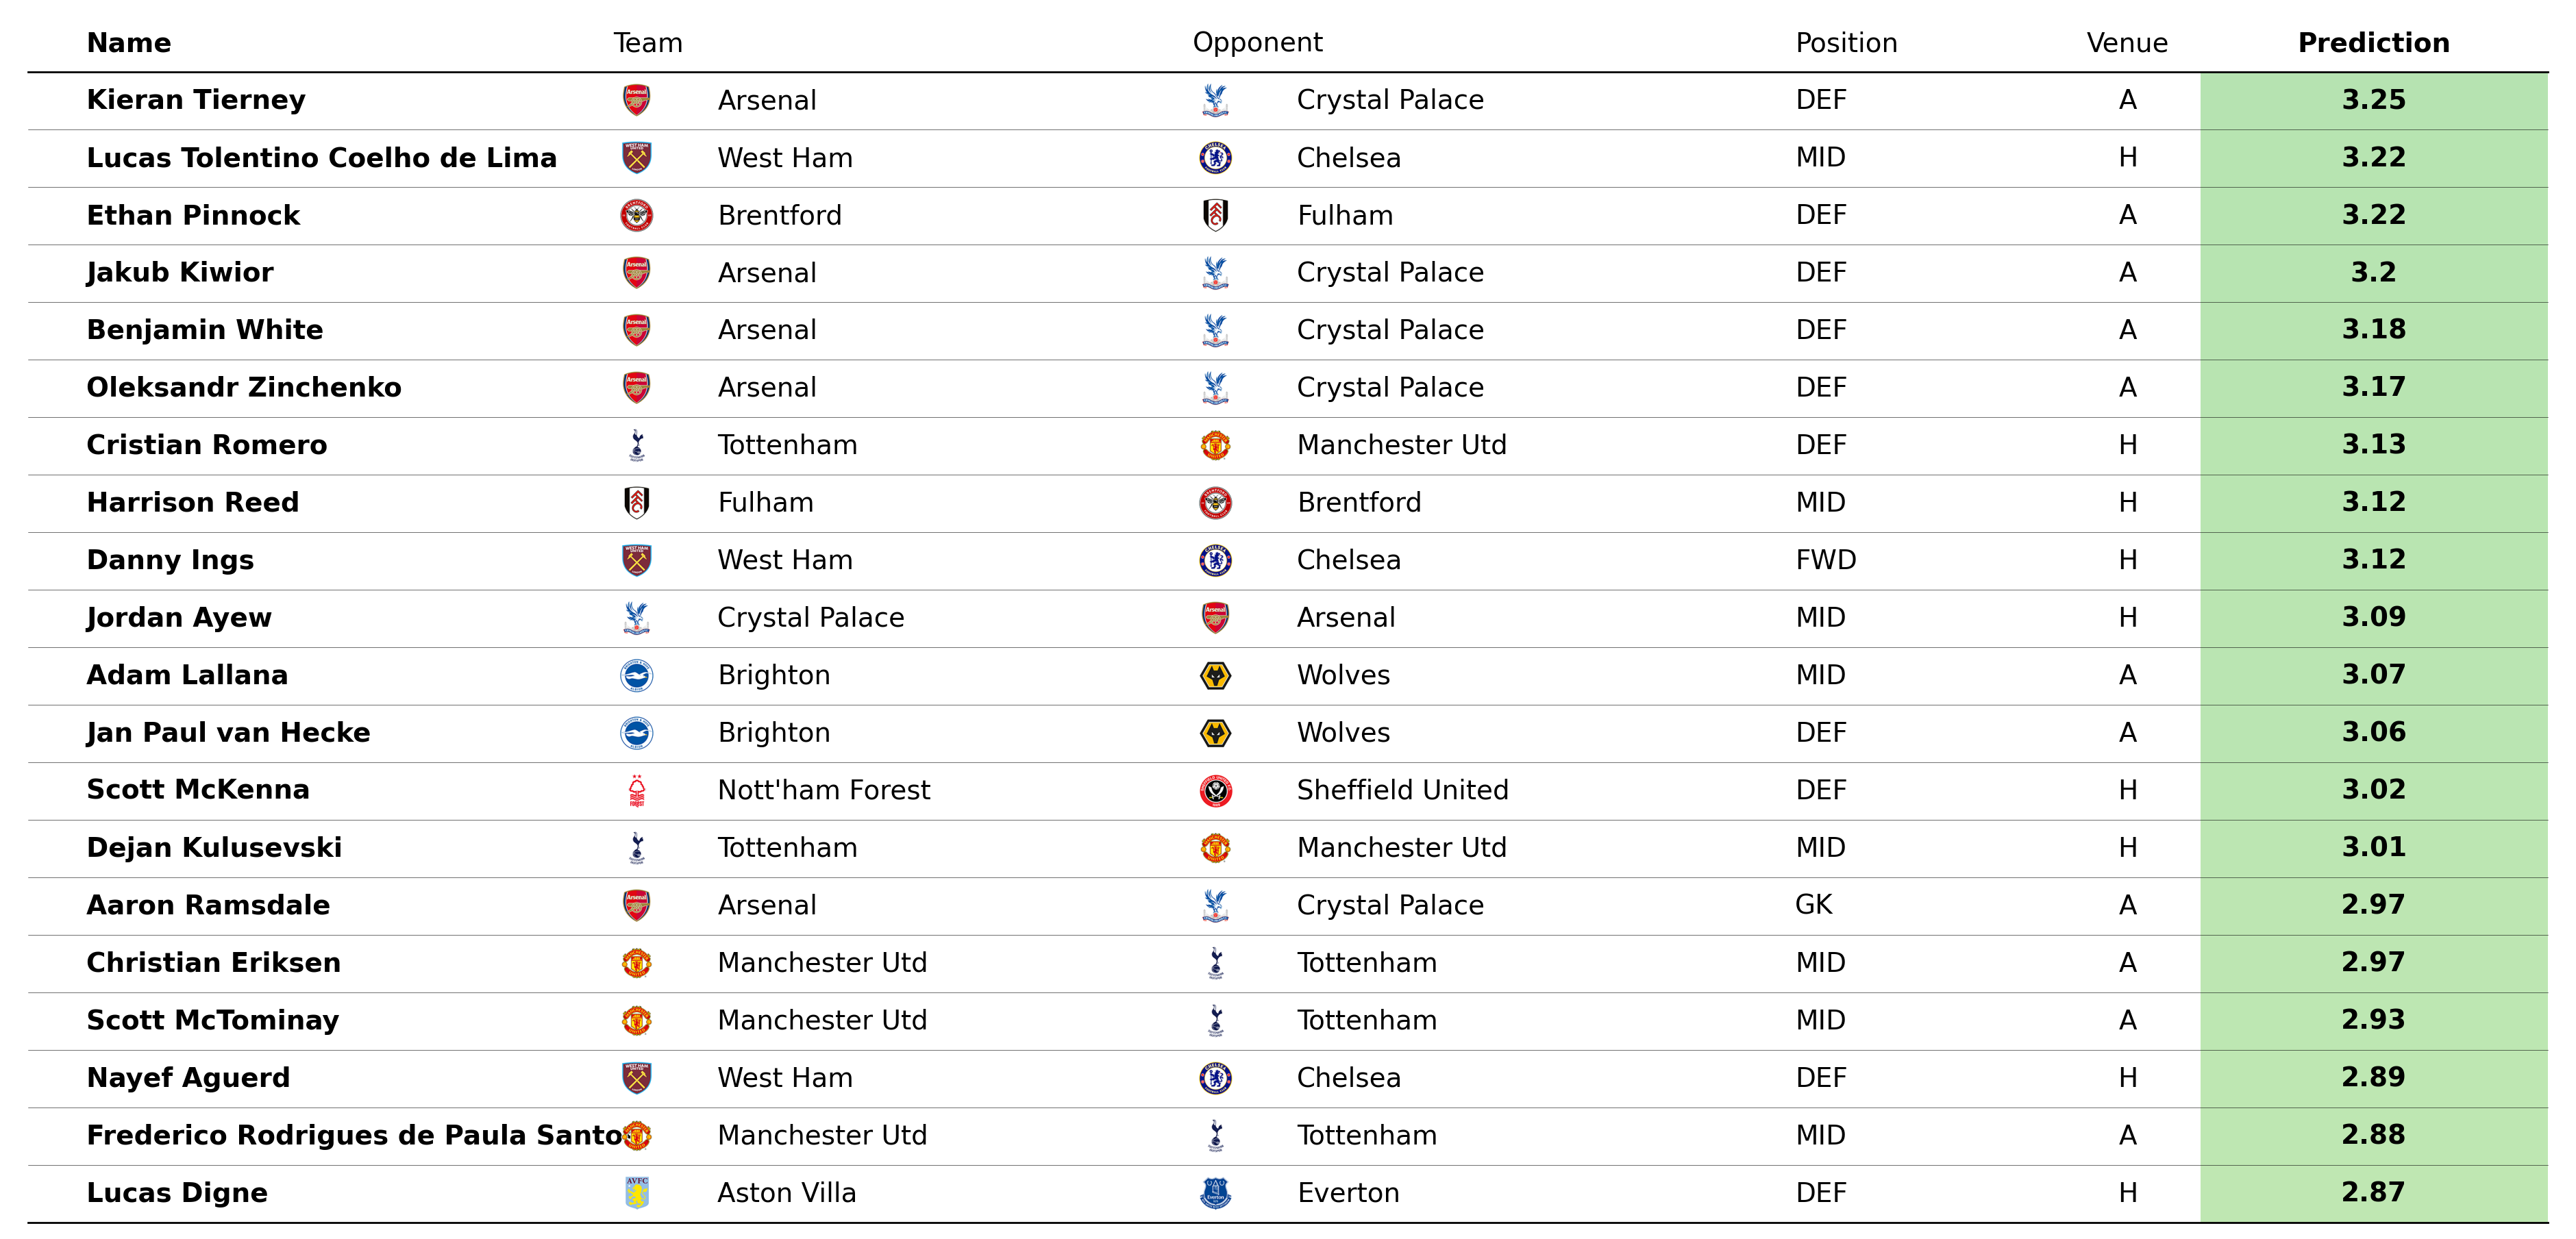 Name Team Opponent Position Venue Prediction
Kieran Tierney Arsenal Crystal Palace DEF A 3.25
Lucas Tolentino Coelho de Lima West Ham Chelsea MID H 3.22
Ethan Pinnock Brentford Fulham DEF A 3.22
Jakub Kiwior Arsenal Crystal Palace DEF A 3.2
Benjamin White Arsenal Crystal Palace DEF A 3.18
Oleksandr Zinchenko Arsenal Crystal Palace DEF A 3.17
Cristian Romero Tottenham Manchester Utd DEF H 3.13
Harrison Reed Fulham Brentford MID H 3.12
Danny Ings West Ham Chelsea FWD H 3.12
Jordan Ayew Crystal Palace Arsenal MID H 3.09
Adam Lallana Brighton Wolves MID A 3.07
Jan Paul van Hecke Brighton Wolves DEF A 3.06
Scott McKenna Nott'ham Forest Sheffield United DEF H 3.02
Dejan Kulusevski Tottenham Manchester Utd MID H 3.01
Aaron Ramsdale Arsenal Crystal Palace GK A 2.97
Christian Eriksen Manchester Utd Tottenham MID A 2.97
Scott McTominay Manchester Utd Tottenham MID A 2.93
Nayef Aguerd West Ham Chelsea DEF H 2.89
Frederico Rodrigues de Paula Santo Manchester Utd Tottenham MID A 2.88
Lucas Digne Aston Villa Everton DEF H 2.87